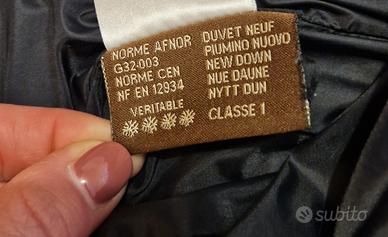 NORME AFNOR
G32-003
NORME CEN
NF EN 12934
VERITABLE
DUVET NEUF
PIUMINO NUOVO
NEW DOWN
NUE DAUNE
NYTT DUN
CLASSE 1
subito